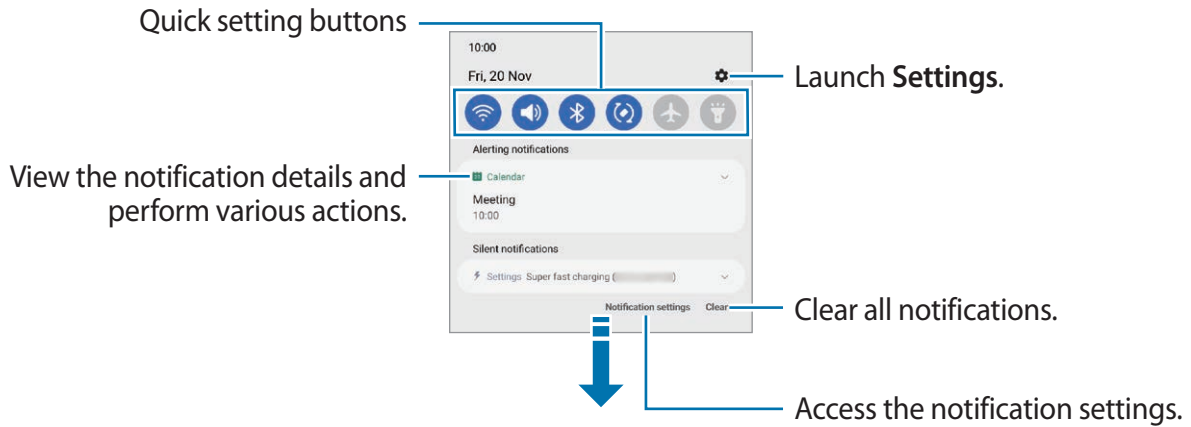 Quick setting buttons
10:00
Fri, 20 Nov
Launch Settings.
Alerting notifications
View the notification details and
perform various actions.
Calendar
Meeting
10:00
Silent notifications
Settings Super fast charging ( )
Notification settings Clear
Clear all notifications.
Access the notification settings.